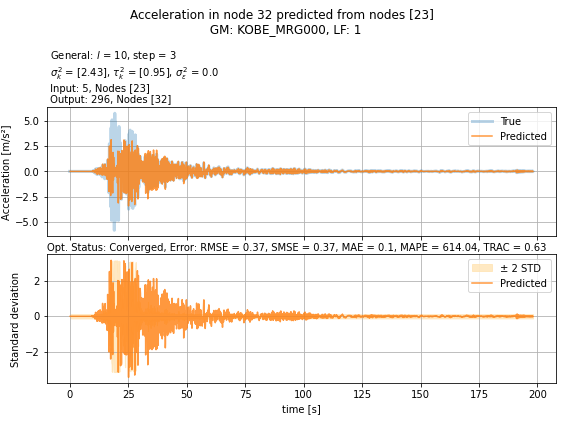 Acceleration in node 32 predicted from nodes [23]
GM: KOBE_MRG000, LF: 1
General: l = 10, step = 3
σ²ₖ = [2.43], τ²ₖ = [0.95], σ²ε = 0.0
Input: 5, Nodes [23]
Output: 296, Nodes [32]
5.0
2.5
0.0
−2.5
−5.0
Acceleration [m/s²]
True
Predicted
Opt. Status: Converged, Error: RMSE = 0.37, SMSE = 0.37, MAE = 0.1, MAPE = 614.04, TRAC = 0.63
2
0
−2
Standard deviation
± 2 STD
Predicted
0 25 50 75 100 125 150 175 200
time [s]